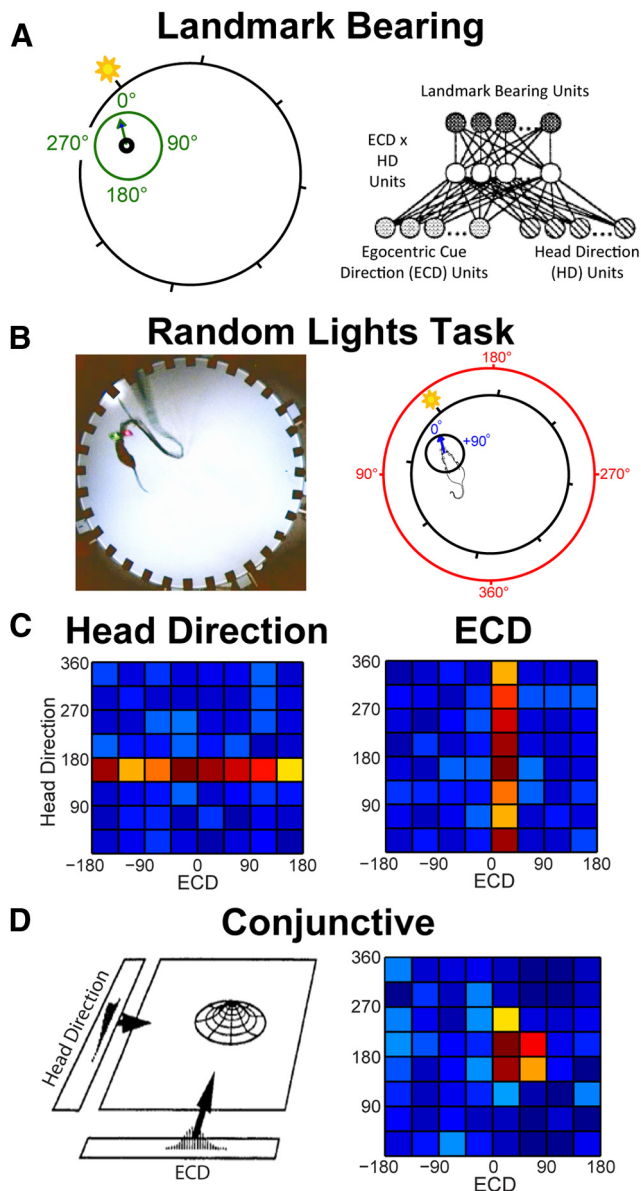 A
Landmark Bearing
0°
270°
90°
180°
Landmark Bearing Units
ECD x
HD
Units
Egocentric Cue
Direction (ECD) Units
Head Direction
(HD) Units
B
Random Lights Task
180°
0°
+90°
90°
270°
360°
C
Head Direction
360
270
180
90
Head Direction
−180
−90
0
90
180
ECD
ECD
360
270
180
90
−180
−90
0
90
180
ECD
D
Conjunctive
Head Direction
ECD
360
270
180
90
−180
−90
0
90
180
ECD